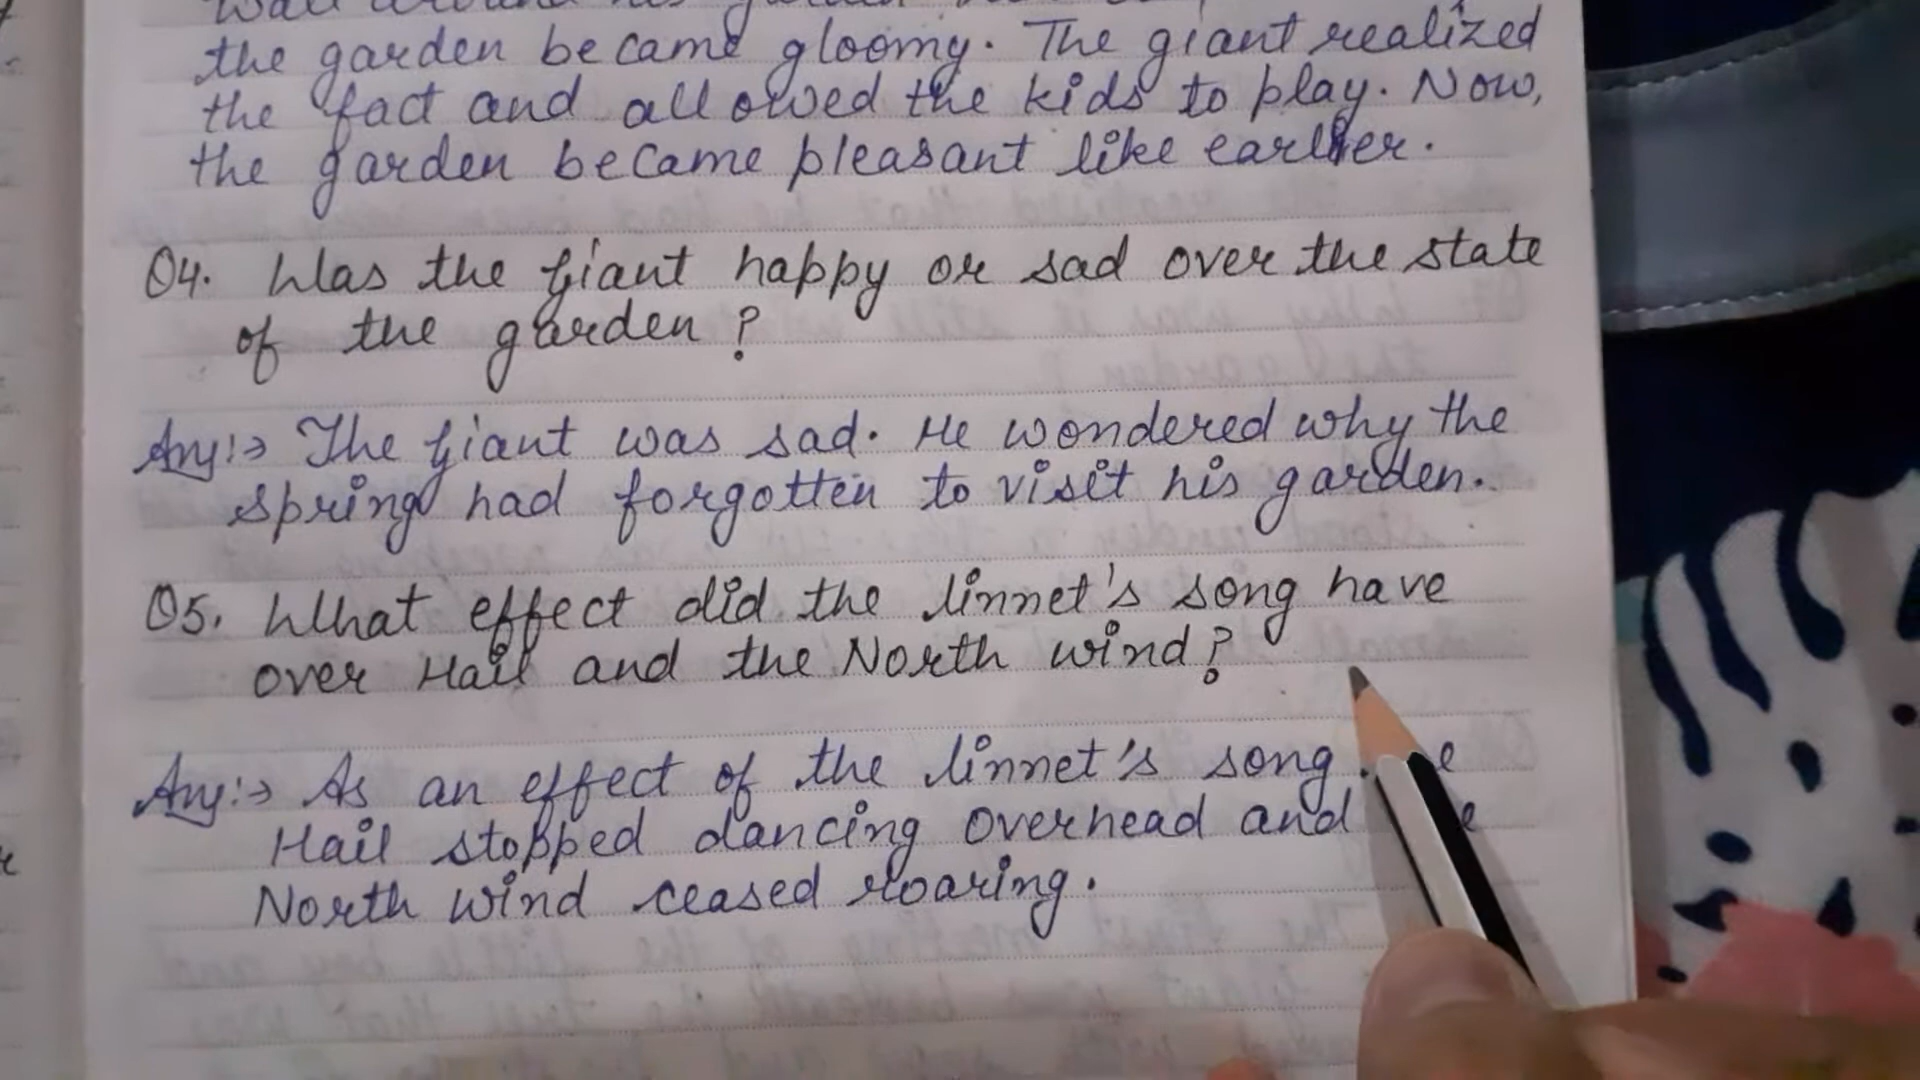 the garden became gloomy. The giant realized
the fact and allowed the kids to play. Now,
the garden became pleasant like earlier.
Q4. Was the giant happy or sad over the state
of the garden?
Ans:→ The giant was sad. He wondered why the
spring had forgotten to visit his garden.
Q5. What effect did the linnet's song have
over Hail and the North wind?
Ans:→ As an effect of the linnet's song
Hail stopped dancing overhead and
North wind ceased roaring.